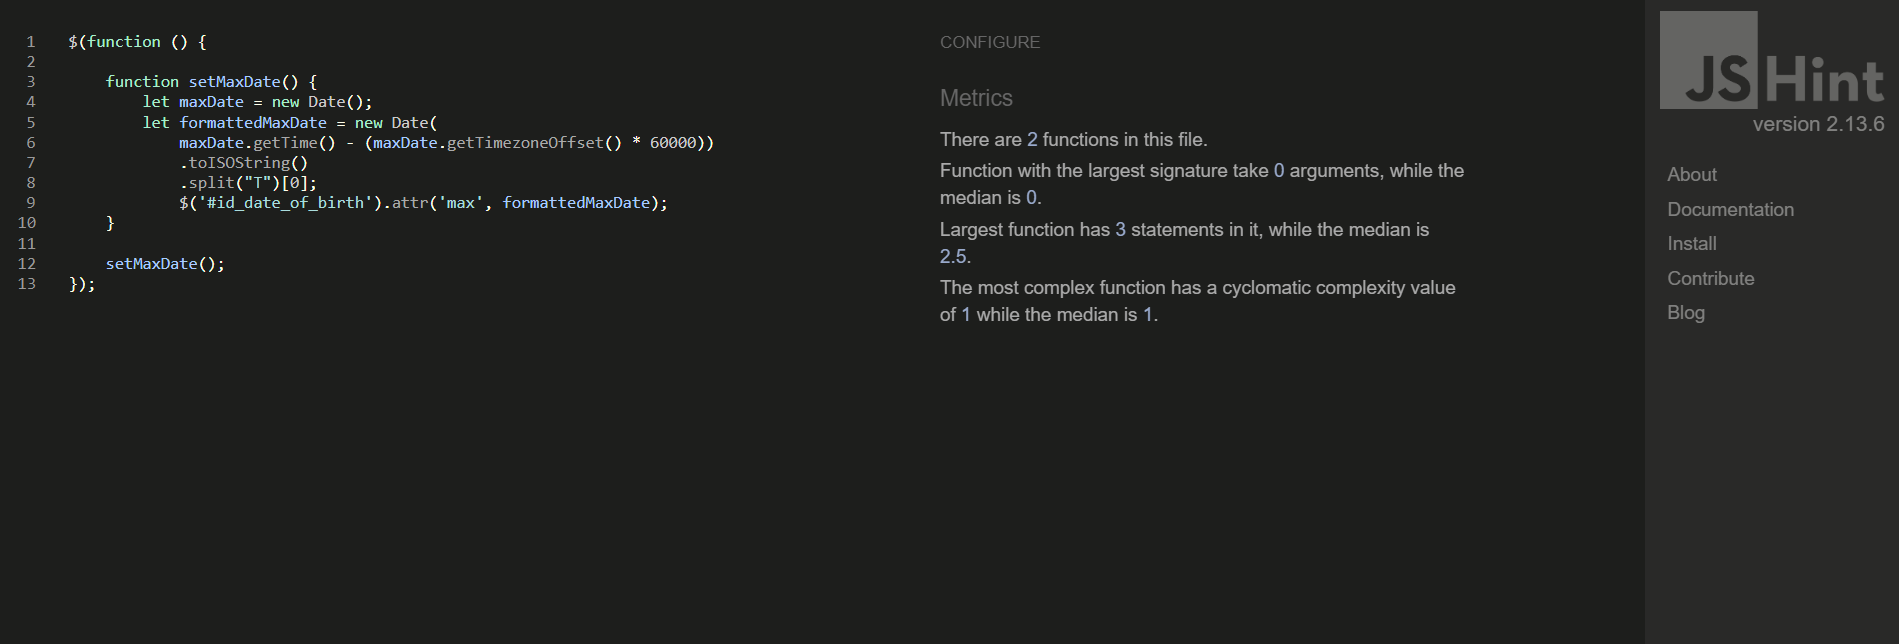 1 $(function () {
2
3 function setMaxDate() {
4 let maxDate = new Date();
5 let formattedMaxDate = new Date(
6 maxDate.getTime() - (maxDate.getTimezoneOffset() * 60000))
7 .toISOString()
8 .split("T")[0];
9 $('#id_date_of_birth').attr('max', formattedMaxDate);
10 }
11
12 setMaxDate();
13 });
CONFIGURE
Metrics
There are 2 functions in this file.
Function with the largest signature take 0 arguments, while the
median is 0.
Largest function has 3 statements in it, while the median is
2.5.
The most complex function has a cyclomatic complexity value
of 1 while the median is 1.
JSHint
version 2.13.6
About
Documentation
Install
Contribute
Blog